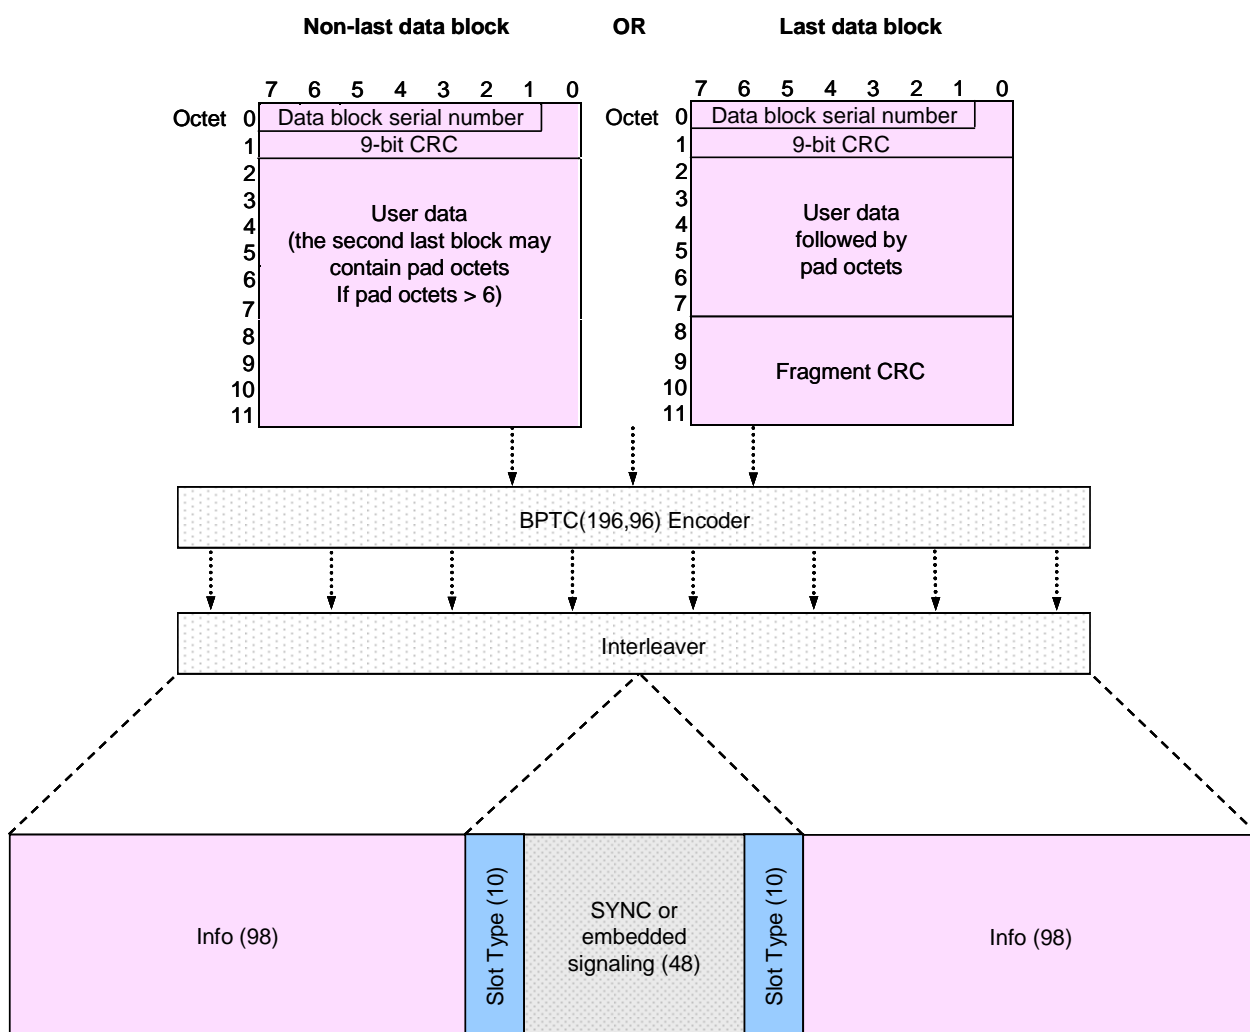 Non-last data block OR Last data block
7 6 5 4 3 2 1 0 7 6 5 4 3 2 1 0
Octet 0 Data block serial number Octet 0 Data block serial number
1 9-bit CRC 1 9-bit CRC
2 2
3 3
User data User data
4 (the second last block may 4 followed by
5 contain pad octets 5 pad octets
6 If pad octets > 6) 6
7 7
8 8
9 9
Fragment CRC
10 10
11 11
BPTC(196,96) Encoder
Interleaver
Info (98)
Slot Type (10)
SYNC or
embedded
signaling (48)
Slot Type (10)
Info (98)